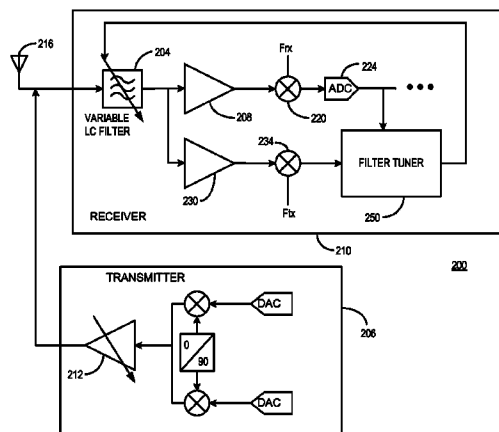 216
204
VARIABLE
LC FILTER
208
Frx
220
224
ADC
230
234
Ftx
FILTER TUNER
250
RECEIVER
210
200
TRANSMITTER
206
212
DAC
0
90
DAC